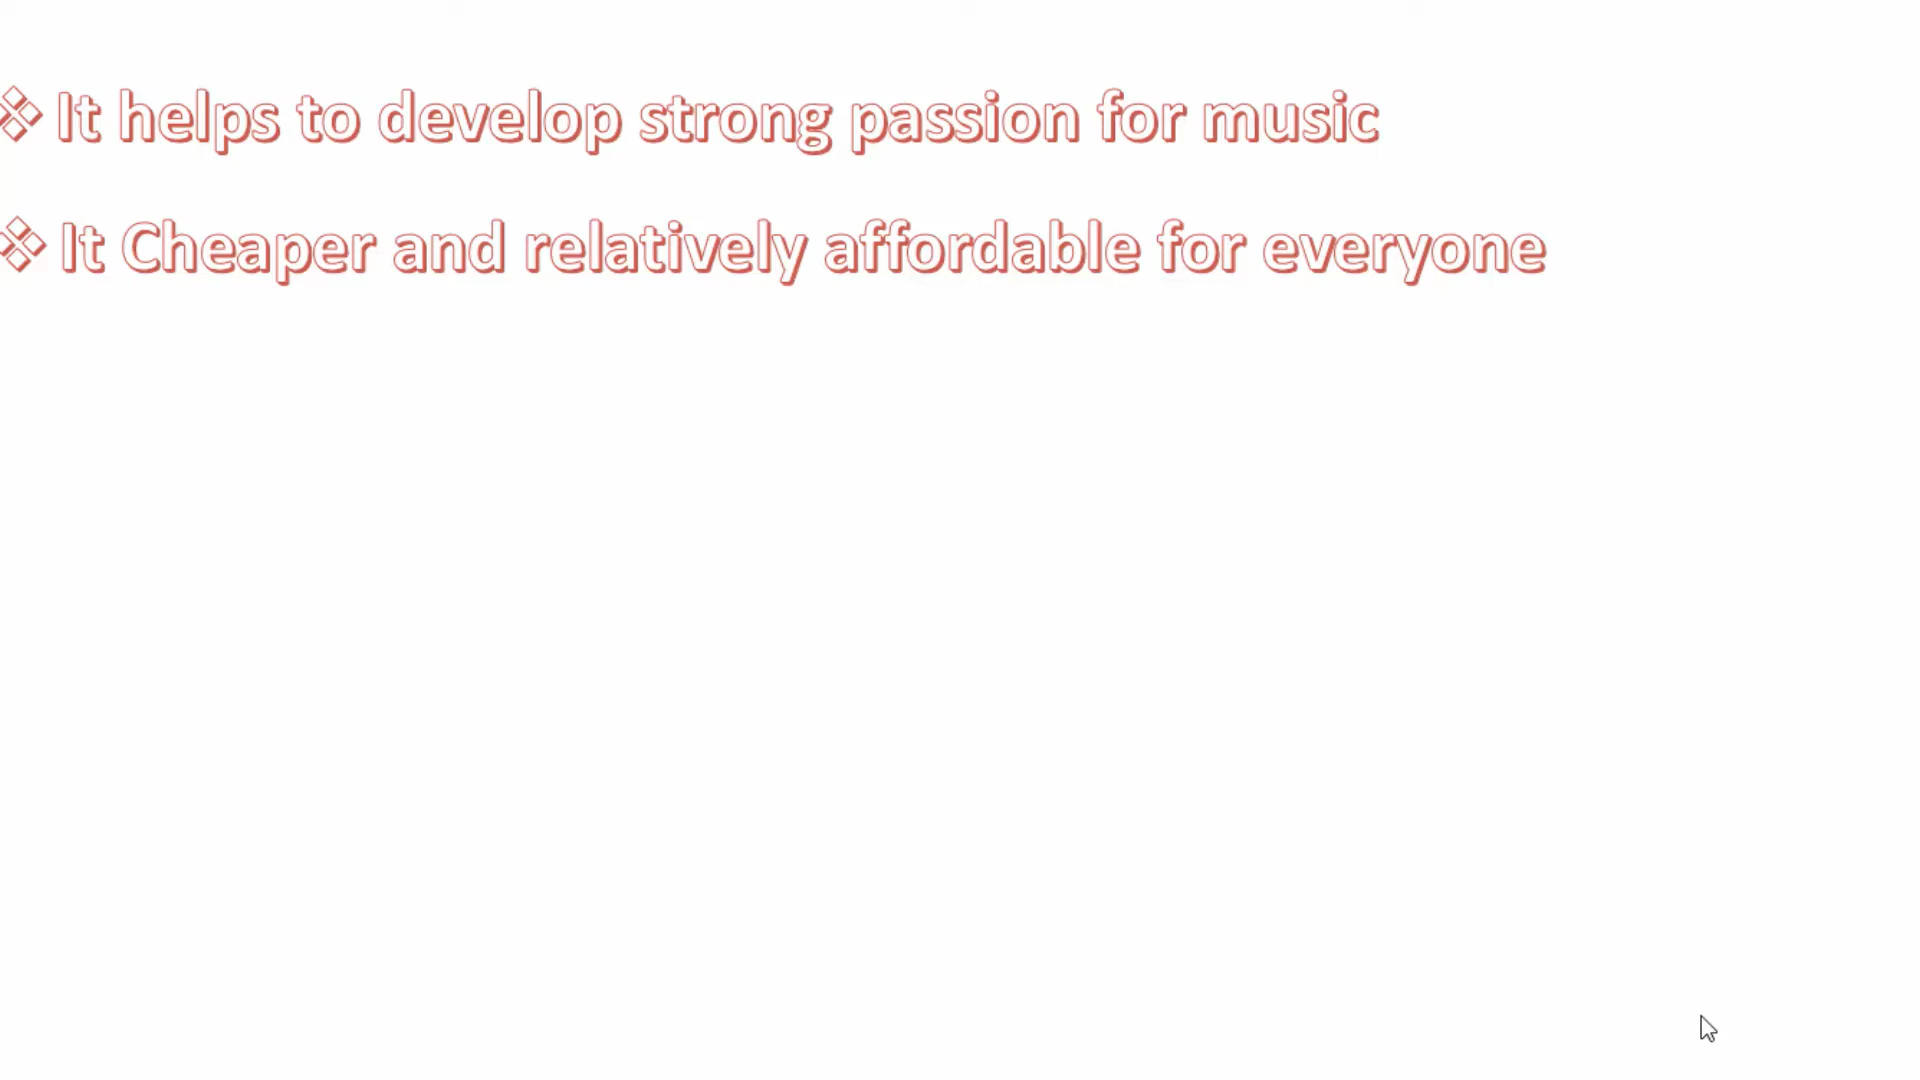 ❖ It helps to develop strong passion for music
❖ It Cheaper and relatively affordable for everyone